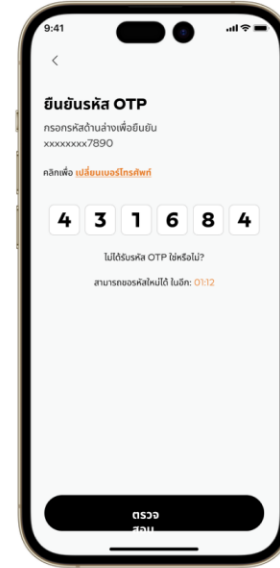 9:41
ยืนยันรหัส OTP
กรอกรหัสด้านล่างเพื่อยืนยัน
xxxxxxxx7890
คลิกเพื่อ เปลี่ยนเบอร์โทรศัพท์
4 3 1 6 8 4
ไม่ได้รับรหัส OTP ใช่หรือไม่?
สามารถขอรหัสใหม่ได้ ในอีก: 01:12
ตรวจ
สอบ